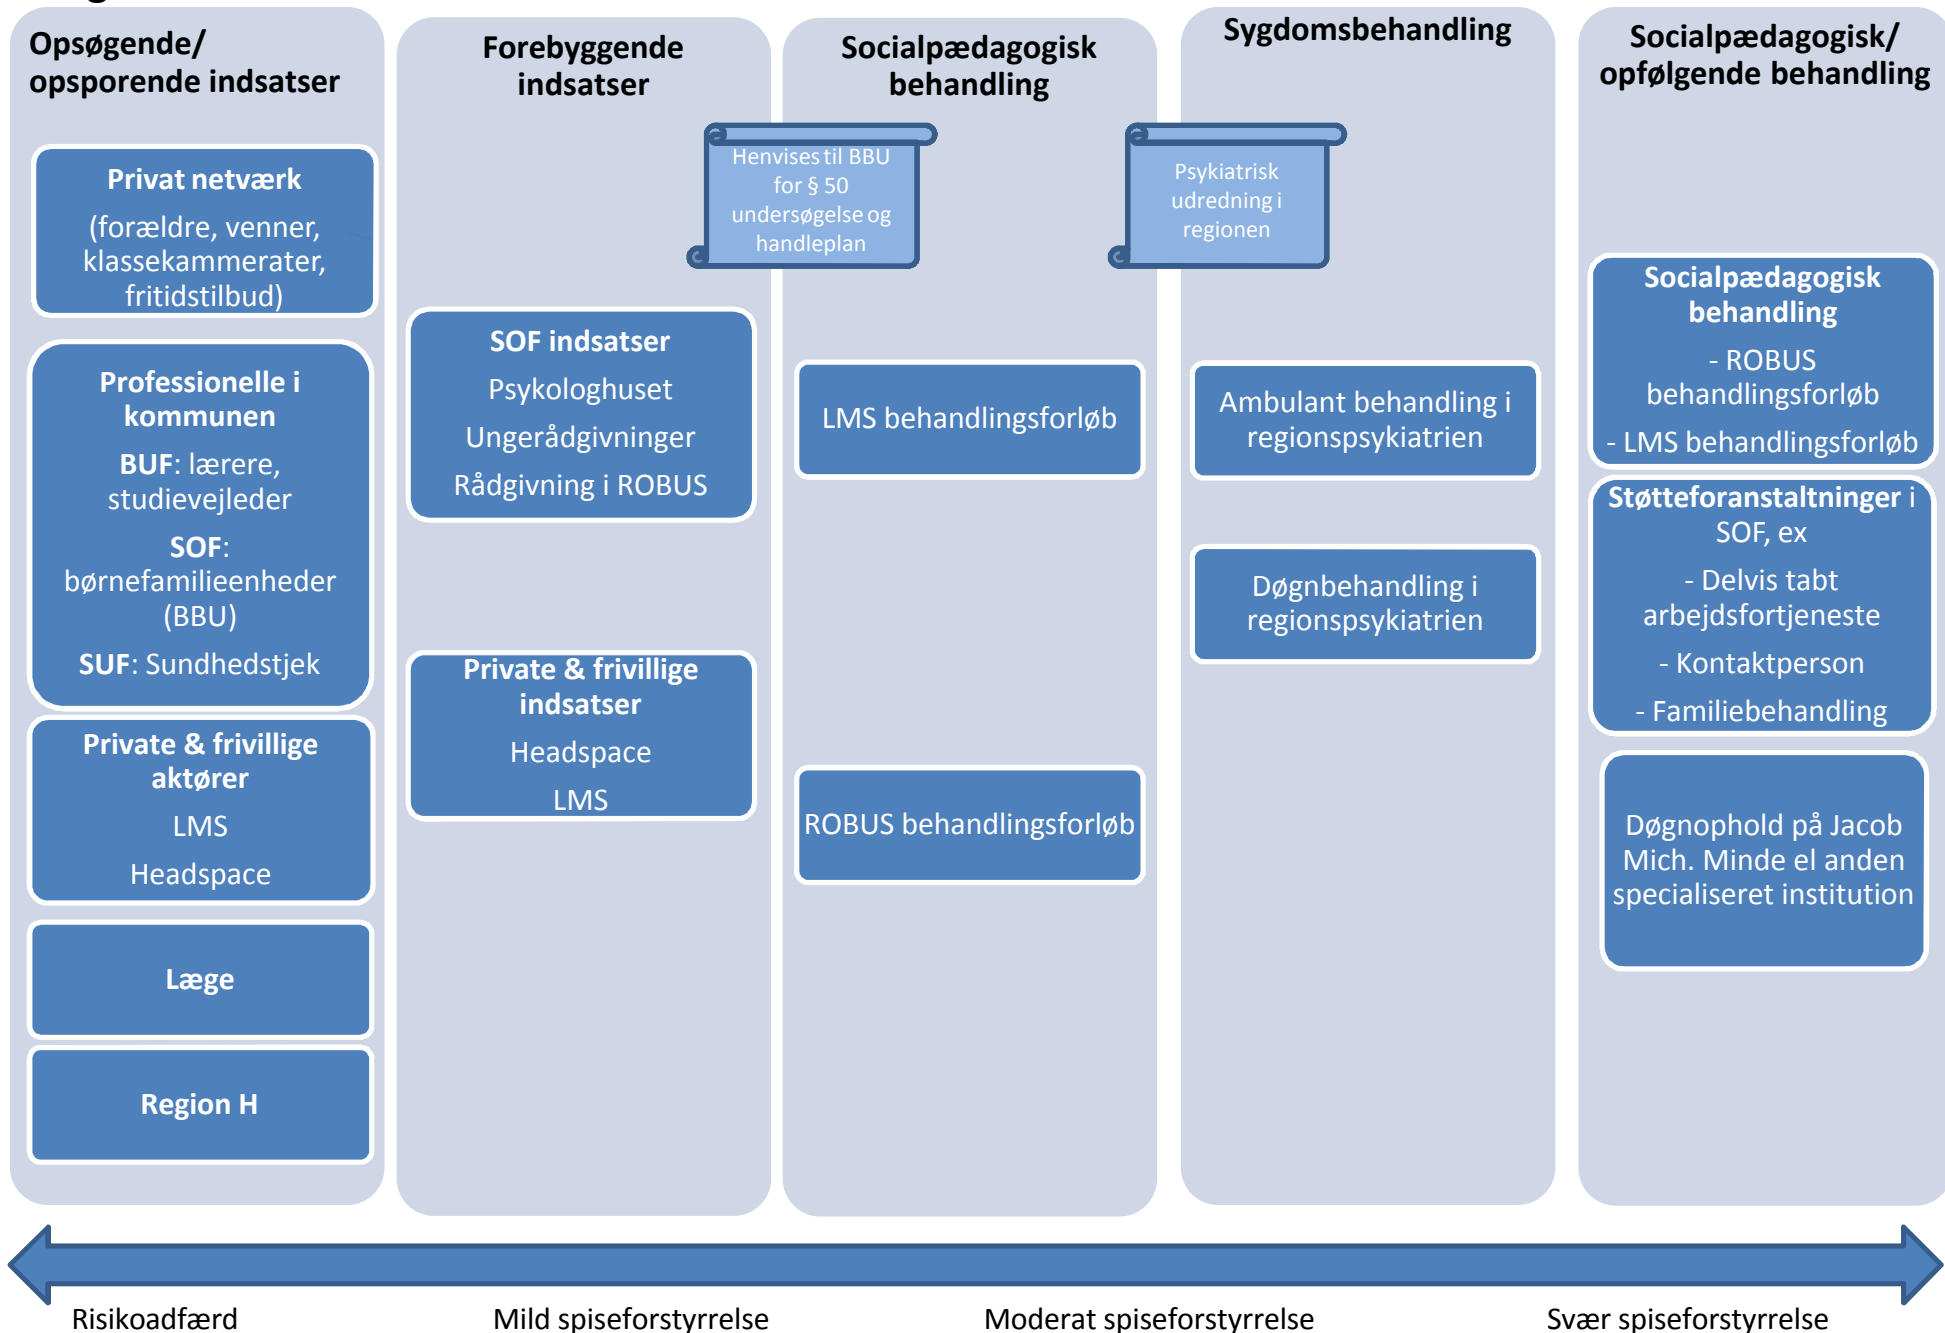 Opsøgende/
opsporende indsatser
Privat netværk
(forældre, venner,
klassekammerater,
fritidstilbud)
Professionelle i
kommunen
BUF: lærere,
studievejleder
SOF:
børnefamilieenheder
(BBU)
SUF: Sundhedstjek
Private & frivillige
aktører
LMS
Headspace
Læge
Region H
Forebyggende
indsatser
Henvises til BBU
for § 50
undersøgelse og
handleplan
SOF indsatser
Psykologhuset
Ungerådgivninger
Rådgivning i ROBUS
Private & frivillige
indsatser
Headspace
LMS
Socialpædagogisk
behandling
LMS behandlingsforløb
ROBUS behandlingsforløb
Psykiatrisk
udredning i
regionen
Sygdomsbehandling
Ambulant behandling i
regionspsykiatrien
Døgnbehandling i
regionspsykiatrien
Socialpædagogisk/
opfølgende behandling
Socialpædagogisk
behandling
- ROBUS
behandlingsforløb
- LMS behandlingsforløb
Støtteforanstaltninger i
SOF, ex
- Delvis tabt
arbejdsfortjeneste
- Kontaktperson
- Familiebehandling
Døgnophold på Jacob
Mich. Minde el anden
specialiseret institution
Risikoadfærd
Mild spiseforstyrrelse
Moderat spiseforstyrrelse
Svær spiseforstyrrelse